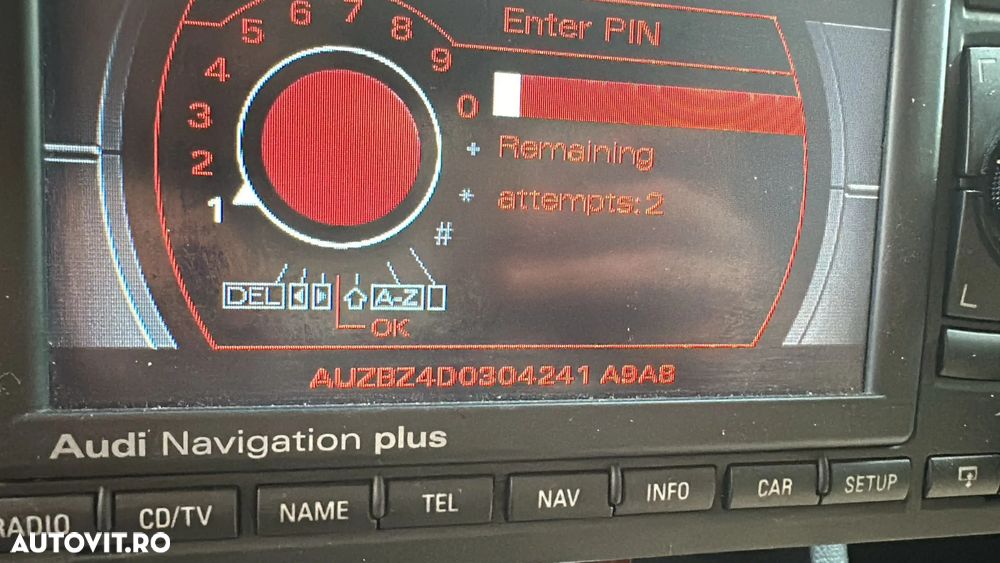 5 6 7 8 9
Enter PIN
4
3
2
1
0
+
*
#
Remaining
attempts: 2
DEL A-Z
OK
AUZBZ4D0304241 A9A8
Audi Navigation plus
RADIO CD/TV NAME TEL NAV INFO CAR SETUP
L
AUTOVIT.RO